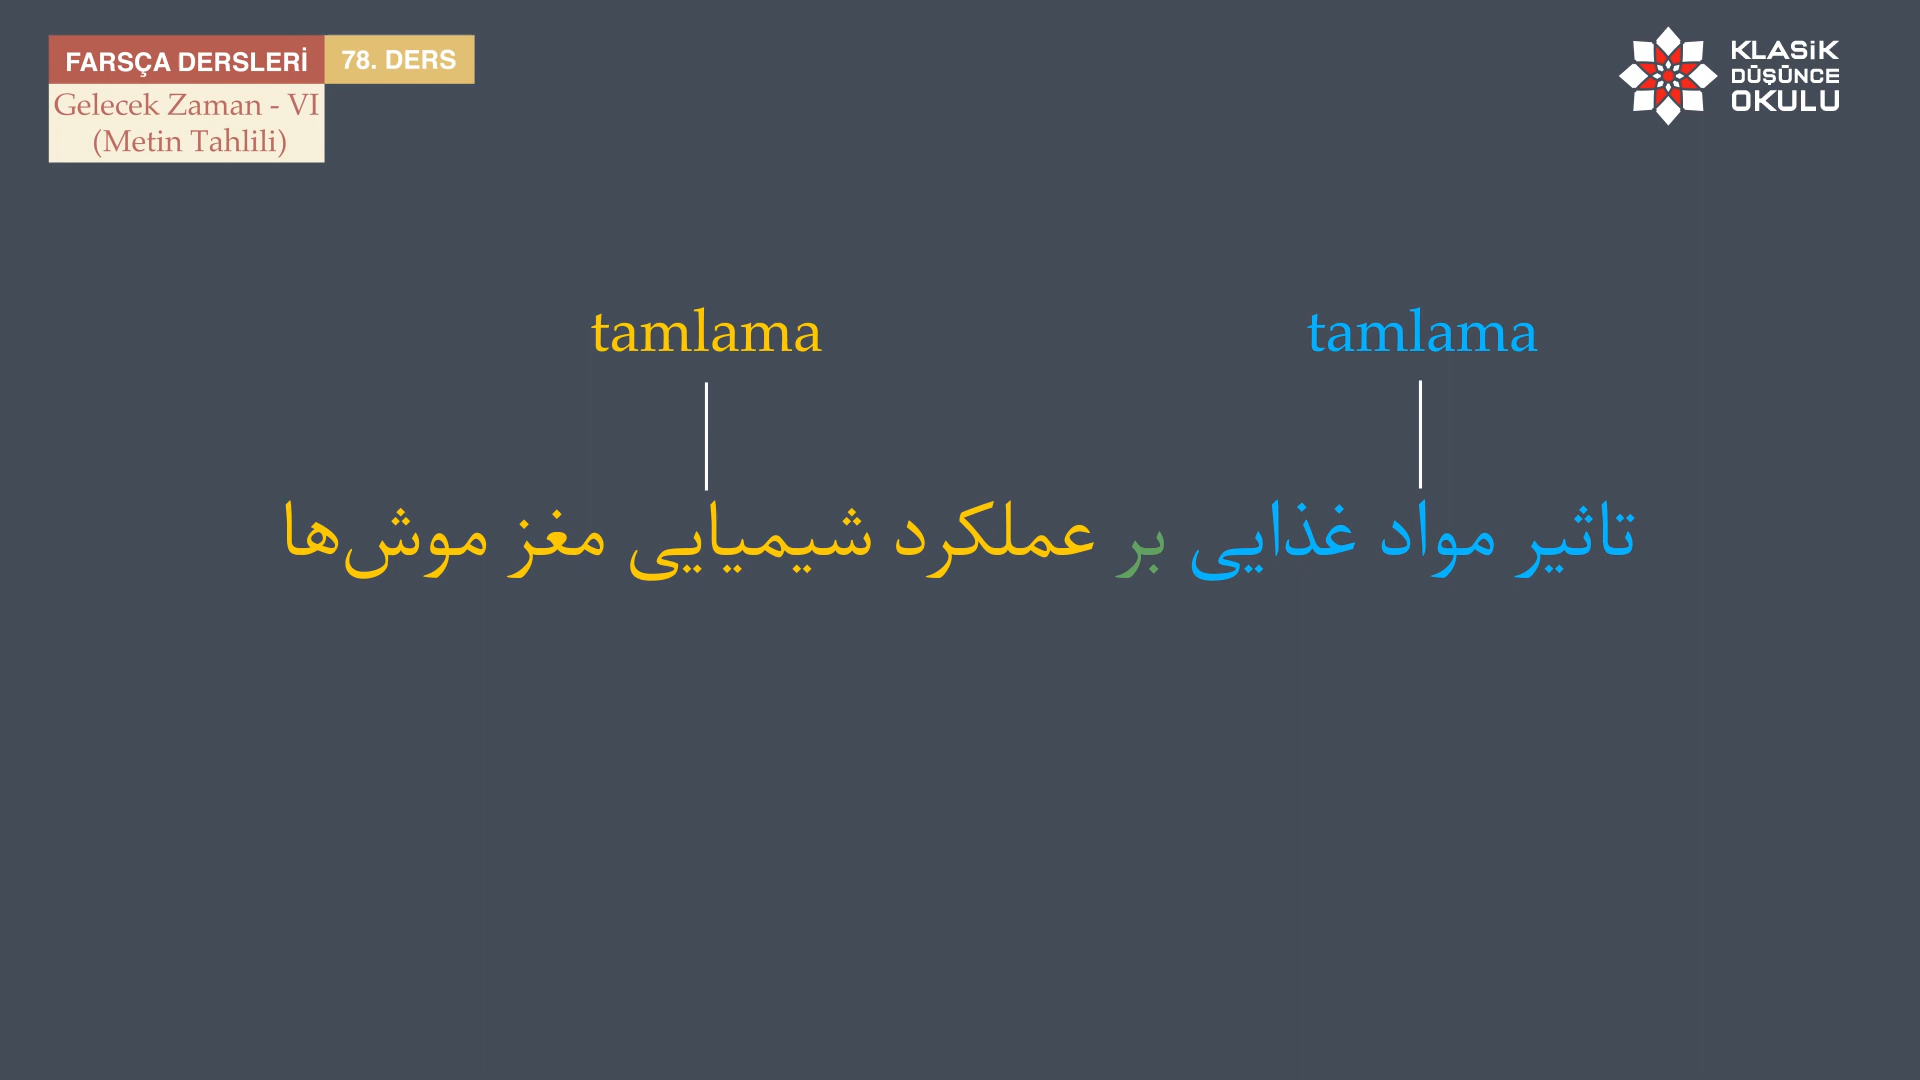 FARSÇA DERSLERİ
78. DERS
Gelecek Zaman - VI
(Metin Tahlili)
KLASiK
DÜŞÜNCE
OKULU
tamlama
tamlama
تاثیر مواد غذایی بر عملکرد شیمیایی مغز موش‌ها